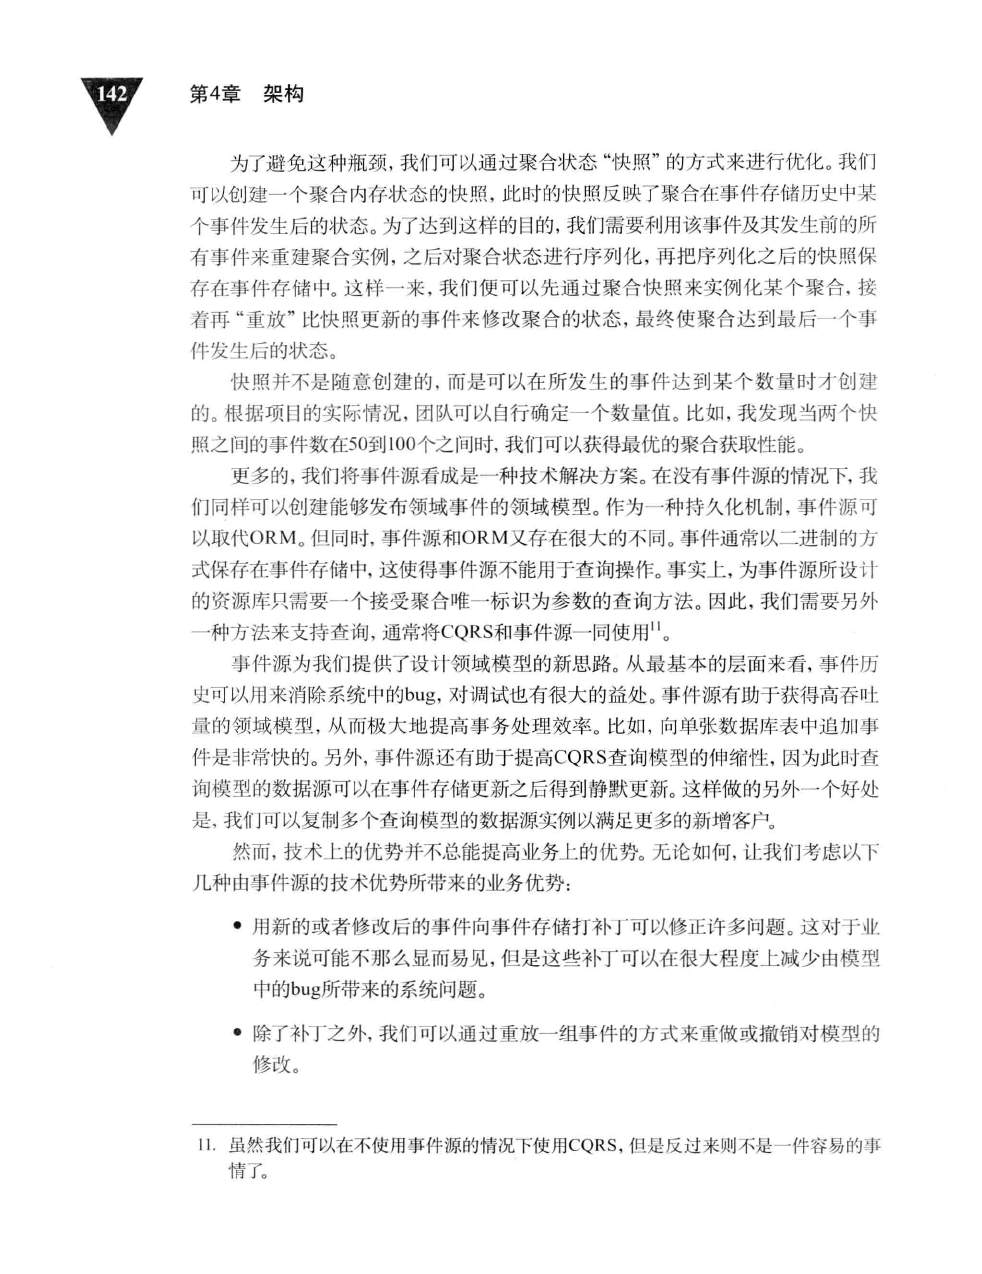 142
第4章 架构
为了避免这种瓶颈,我们可以通过聚合状态“快照”的方式来进行优化。我们
可以创建一个聚合内存状态的快照,此时的快照反映了聚合在事件存储历史中某
个事件发生后的状态。为了达到这样的目的,我们需要利用该事件及其发生前的所
有事件来重建聚合实例,之后对聚合状态进行序列化,再把序列化之后的快照保
存在事件存储中。这样一来,我们便可以先通过聚合快照来实例化某个聚合,接
着再“重放”比快照更新的事件来修改聚合的状态,最终使聚合达到最后一个事
件发生后的状态。
快照并不是随意创建的,而是可以在所发生的事件达到某个数量时才创建
的。根据项目的实际情况,团队可以自行确定一个数量值。比如,我发现当两个快
照之间的事件数在50到100个之间时,我们可以获得最优的聚合获取性能。
更多的,我们将事件源看成是一种技术解决方案。在没有事件源的情况下,我
们同样可以创建能够发布领域事件的领域模型。作为一种持久化机制,事件源可
以取代ORM。但同时,事件源和ORM又存在很大的不同。事件通常以二进制的方
式保存在事件存储中,这使得事件源不能用于查询操作。事实上,为事件源所设计
的资源库只需要一个接受聚合唯一标识为参数的查询方法。因此,我们需要另外
一种方法来支持查询,通常将CQRS和事件源一同使用11。
事件源为我们提供了设计领域模型的新思路。从最基本的层面来看,事件历
史可以用来消除系统中的bug,对调试也有很大的益处。事件源有助于获得高吞吐
量的领域模型,从而极大地提高事务处理效率。比如,向单张数据库表中追加事
件是非常快的。另外,事件源还有助于提高CQRS查询模型的伸缩性,因为此时查
询模型的数据源可以在事件存储更新之后得到静默更新。这样做的另外一个好处
是,我们可以复制多个查询模型的数据源实例以满足更多的新增客户。
然而,技术上的优势并不总能提高业务上的优势。无论如何,让我们考虑以下
几种由事件源的技术优势所带来的业务优势:
• 用新的或者修改后的事件向事件存储打补丁可以修正许多问题。这对于业
务来说可能不那么显而易见,但是这些补丁可以在很大程度上减少由模型
中的bug所带来的系统问题。
• 除了补丁之外,我们可以通过重放一组事件的方式来重做或撤销对模型的
修改。
11. 虽然我们可以在不使用事件源的情况下使用CQRS,但是反过来则不是一件容易的事
情了。